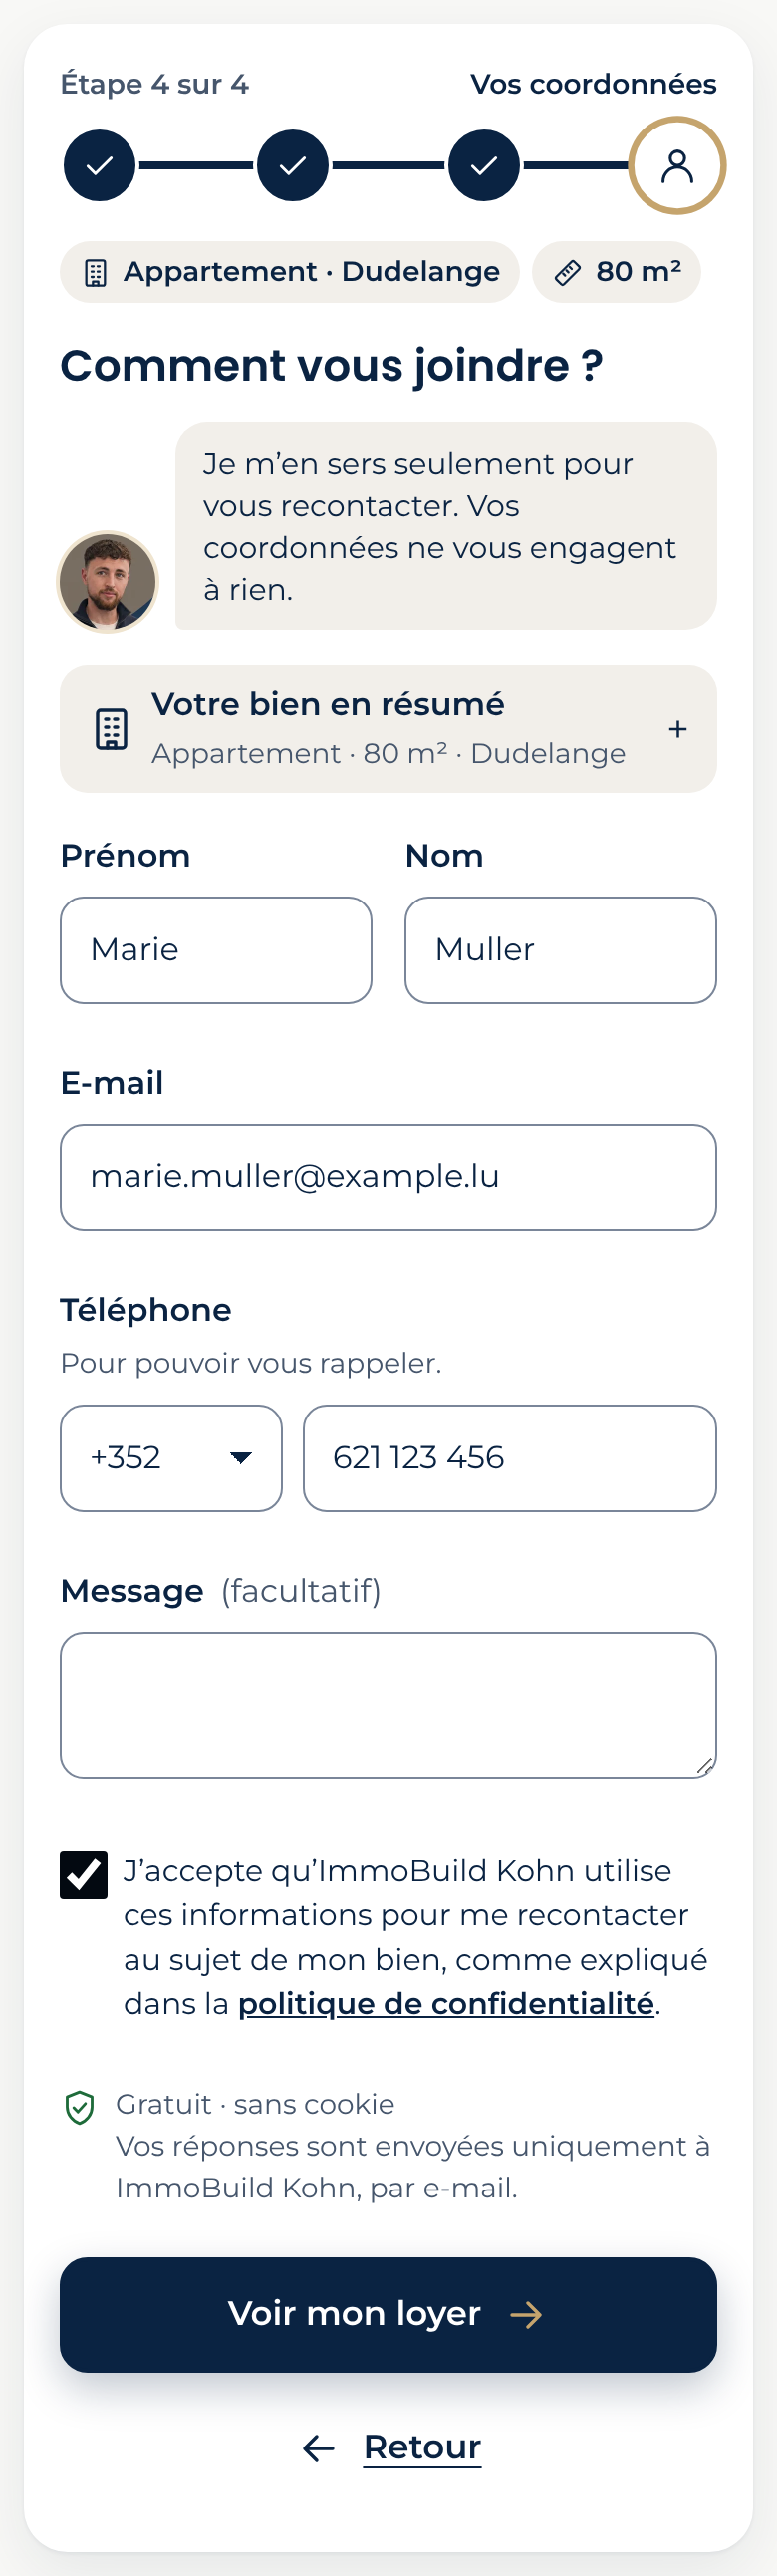 Étape 4 sur 4
Vos coordonnées
Appartement · Dudelange
80 m²
Comment vous joindre ?
Je m’en sers seulement pour
vous recontacter. Vos
coordonnées ne vous engagent
à rien.
Votre bien en résumé
Appartement · 80 m² · Dudelange
+
Prénom
Nom
Marie
Muller
E-mail
marie.muller@example.lu
Téléphone
Pour pouvoir vous rappeler.
+352
621 123 456
Message (facultatif)
J’accepte qu’ImmoBuild Kohn utilise
ces informations pour me recontacter
au sujet de mon bien, comme expliqué
dans la politique de confidentialité.
Gratuit · sans cookie
Vos réponses sont envoyées uniquement à
ImmoBuild Kohn, par e-mail.
Voir mon loyer →
← Retour